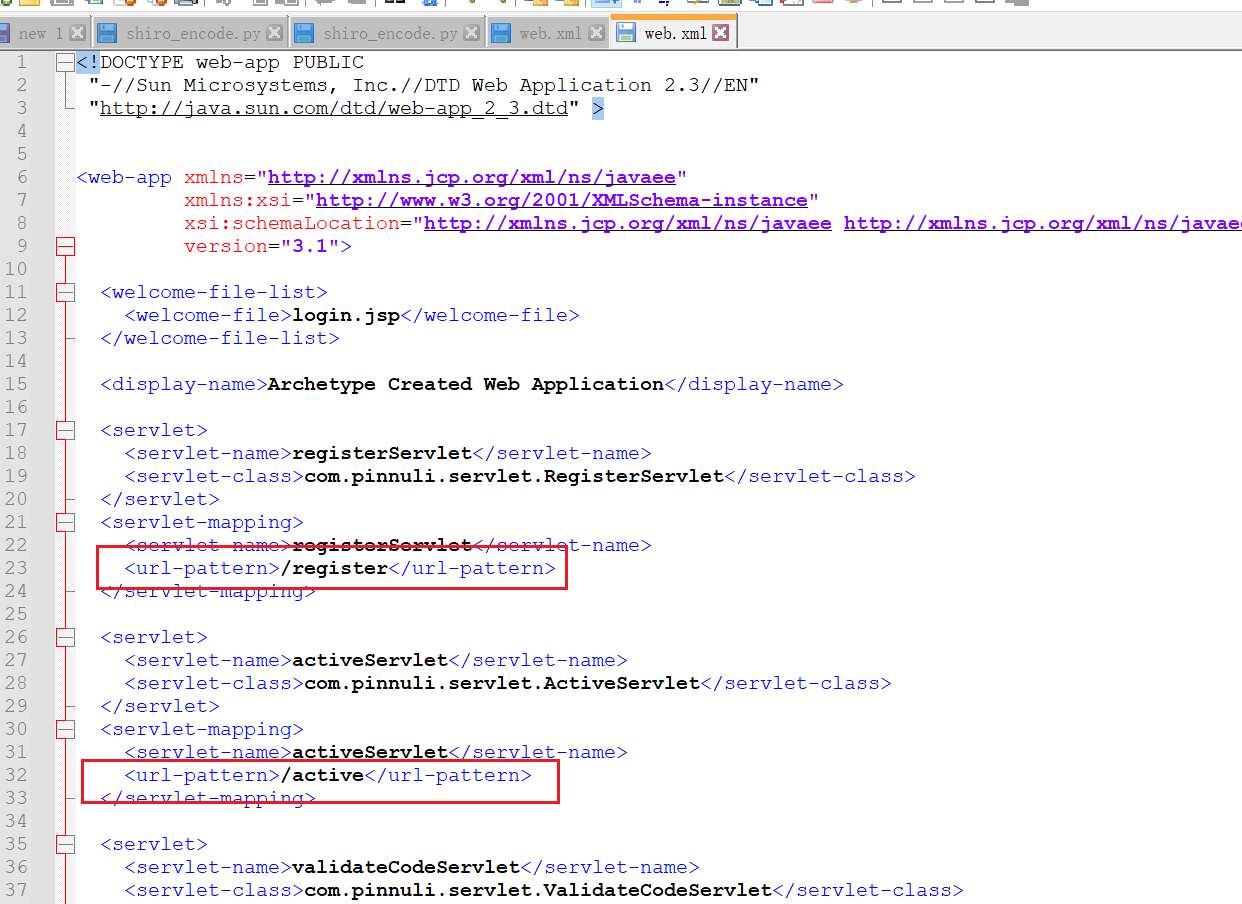 new 1 shiro_encode.py shiro_encode.py web.xml web.xml
1 <!DOCTYPE web-app PUBLIC
2 "-//Sun Microsystems, Inc.//DTD Web Application 2.3//EN"
3 "http://java.sun.com/dtd/web-app_2_3.dtd" >
4
5
6 <web-app xmlns="http://xmlns.jcp.org/xml/ns/javaee"
7 xmlns:xsi="http://www.w3.org/2001/XMLSchema-instance"
8 xsi:schemaLocation="http://xmlns.jcp.org/xml/ns/javaee http://xmlns.jcp.org/xml/ns/javae
9 version="3.1">
10
11 <welcome-file-list>
12 <welcome-file>login.jsp</welcome-file>
13 </welcome-file-list>
14
15 <display-name>Archetype Created Web Application</display-name>
16
17 <servlet>
18 <servlet-name>registerServlet</servlet-name>
19 <servlet-class>com.pinnuli.servlet.RegisterServlet</servlet-class>
20 </servlet>
21 <servlet-mapping>
22 <servlet-name>registerServlet</servlet-name>
23 <url-pattern>/register</url-pattern>
24 </servlet-mapping>
25
26 <servlet>
27 <servlet-name>activeServlet</servlet-name>
28 <servlet-class>com.pinnuli.servlet.ActiveServlet</servlet-class>
29 </servlet>
30 <servlet-mapping>
31 <servlet-name>activeServlet</servlet-name>
32 <url-pattern>/active</url-pattern>
33 </servlet-mapping>
34
35 <servlet>
36 <servlet-name>validateCodeServlet</servlet-name>
37 <servlet-class>com.pinnuli.servlet.ValidateCodeServlet</servlet-class>